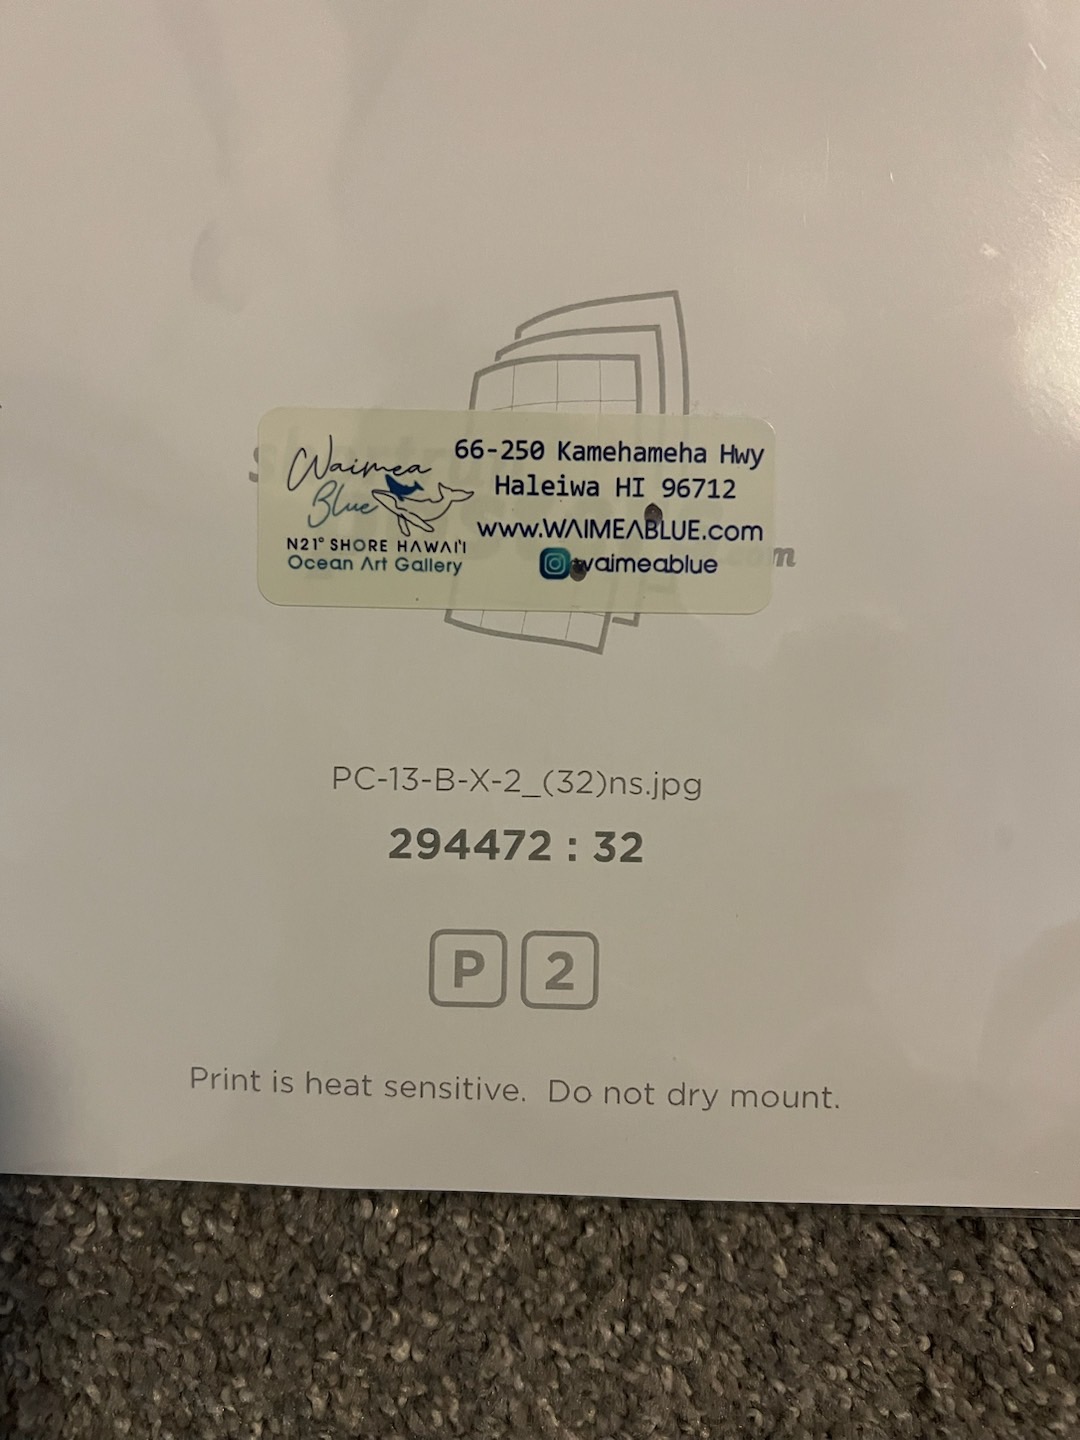 Waimea
Blue
N21° SHORE HAWAI'I
Ocean Art Gallery
66-250 Kamehameha Hwy
Haleiwa HI 96712
www.WAIMEABLUE.com
waimeablue
PC-13-B-X-2_(32)ns.jpg
294472 : 32
P 2
Print is heat sensitive. Do not dry mount.